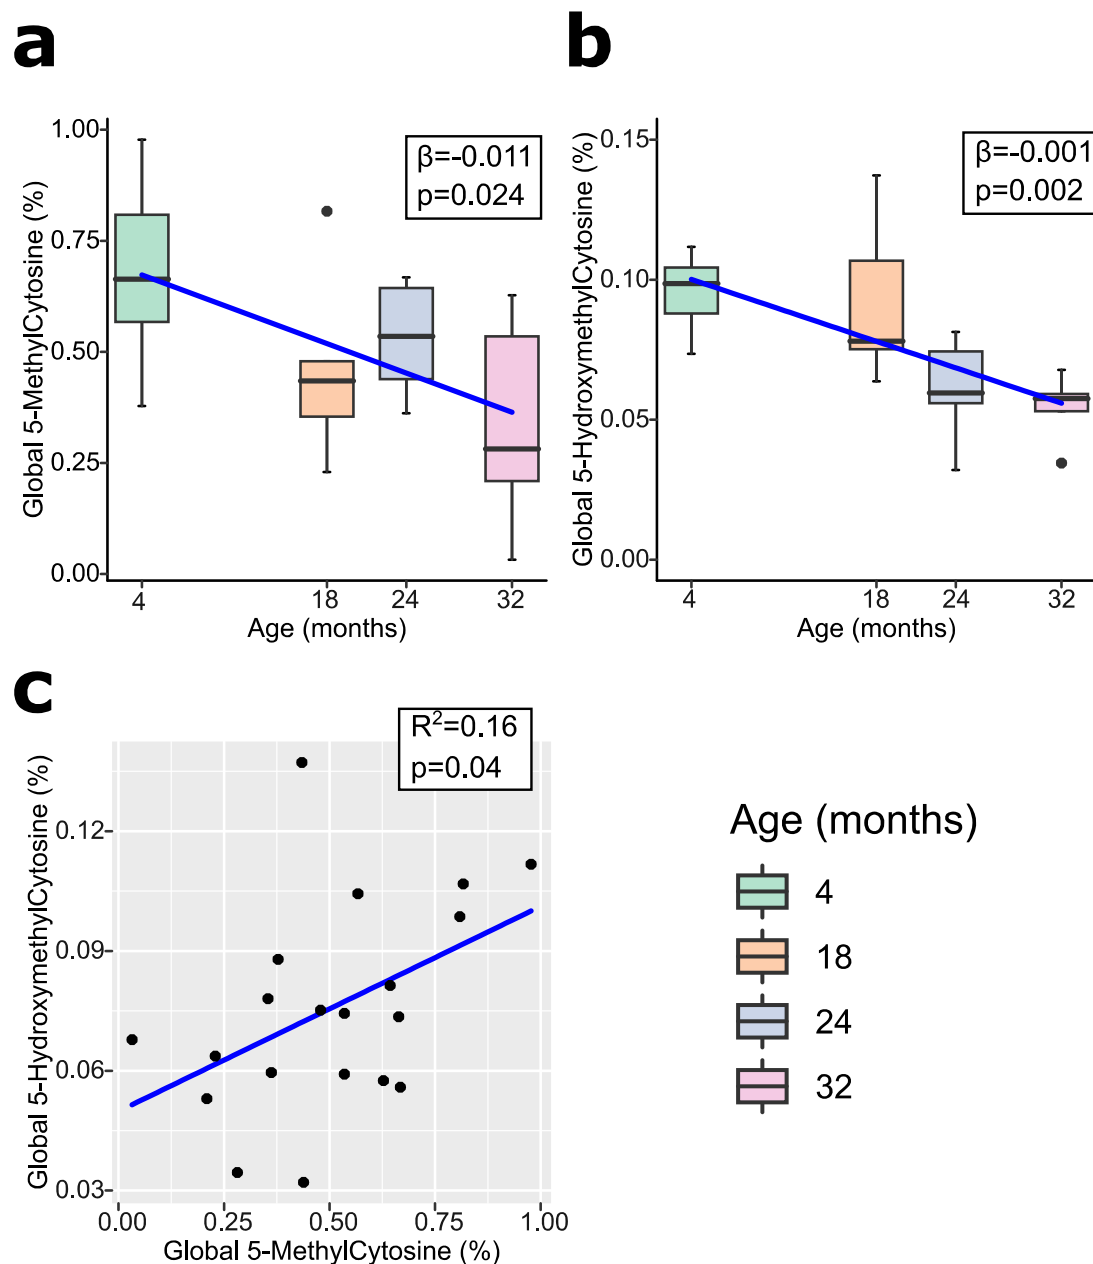 a
b
Global 5-MethylCytosine (%)
1.00
0.75
0.50
0.25
0.00
β=-0.011
p=0.024
4
18
24
32
Age (months)
Global 5-Hydroxymethylcytosine (%)
0.15
0.10
0.05
0.00
β=-0.001
p=0.002
4
18
24
32
Age (months)
c
Global 5-HydroxymethylCytosine (%)
0.12
0.09
0.06
0.03
R²=0.16
p=0.04
0.00
0.25
0.50
0.75
1.00
Global 5-MethylCytosine (%)
Age (months)
4
18
24
32